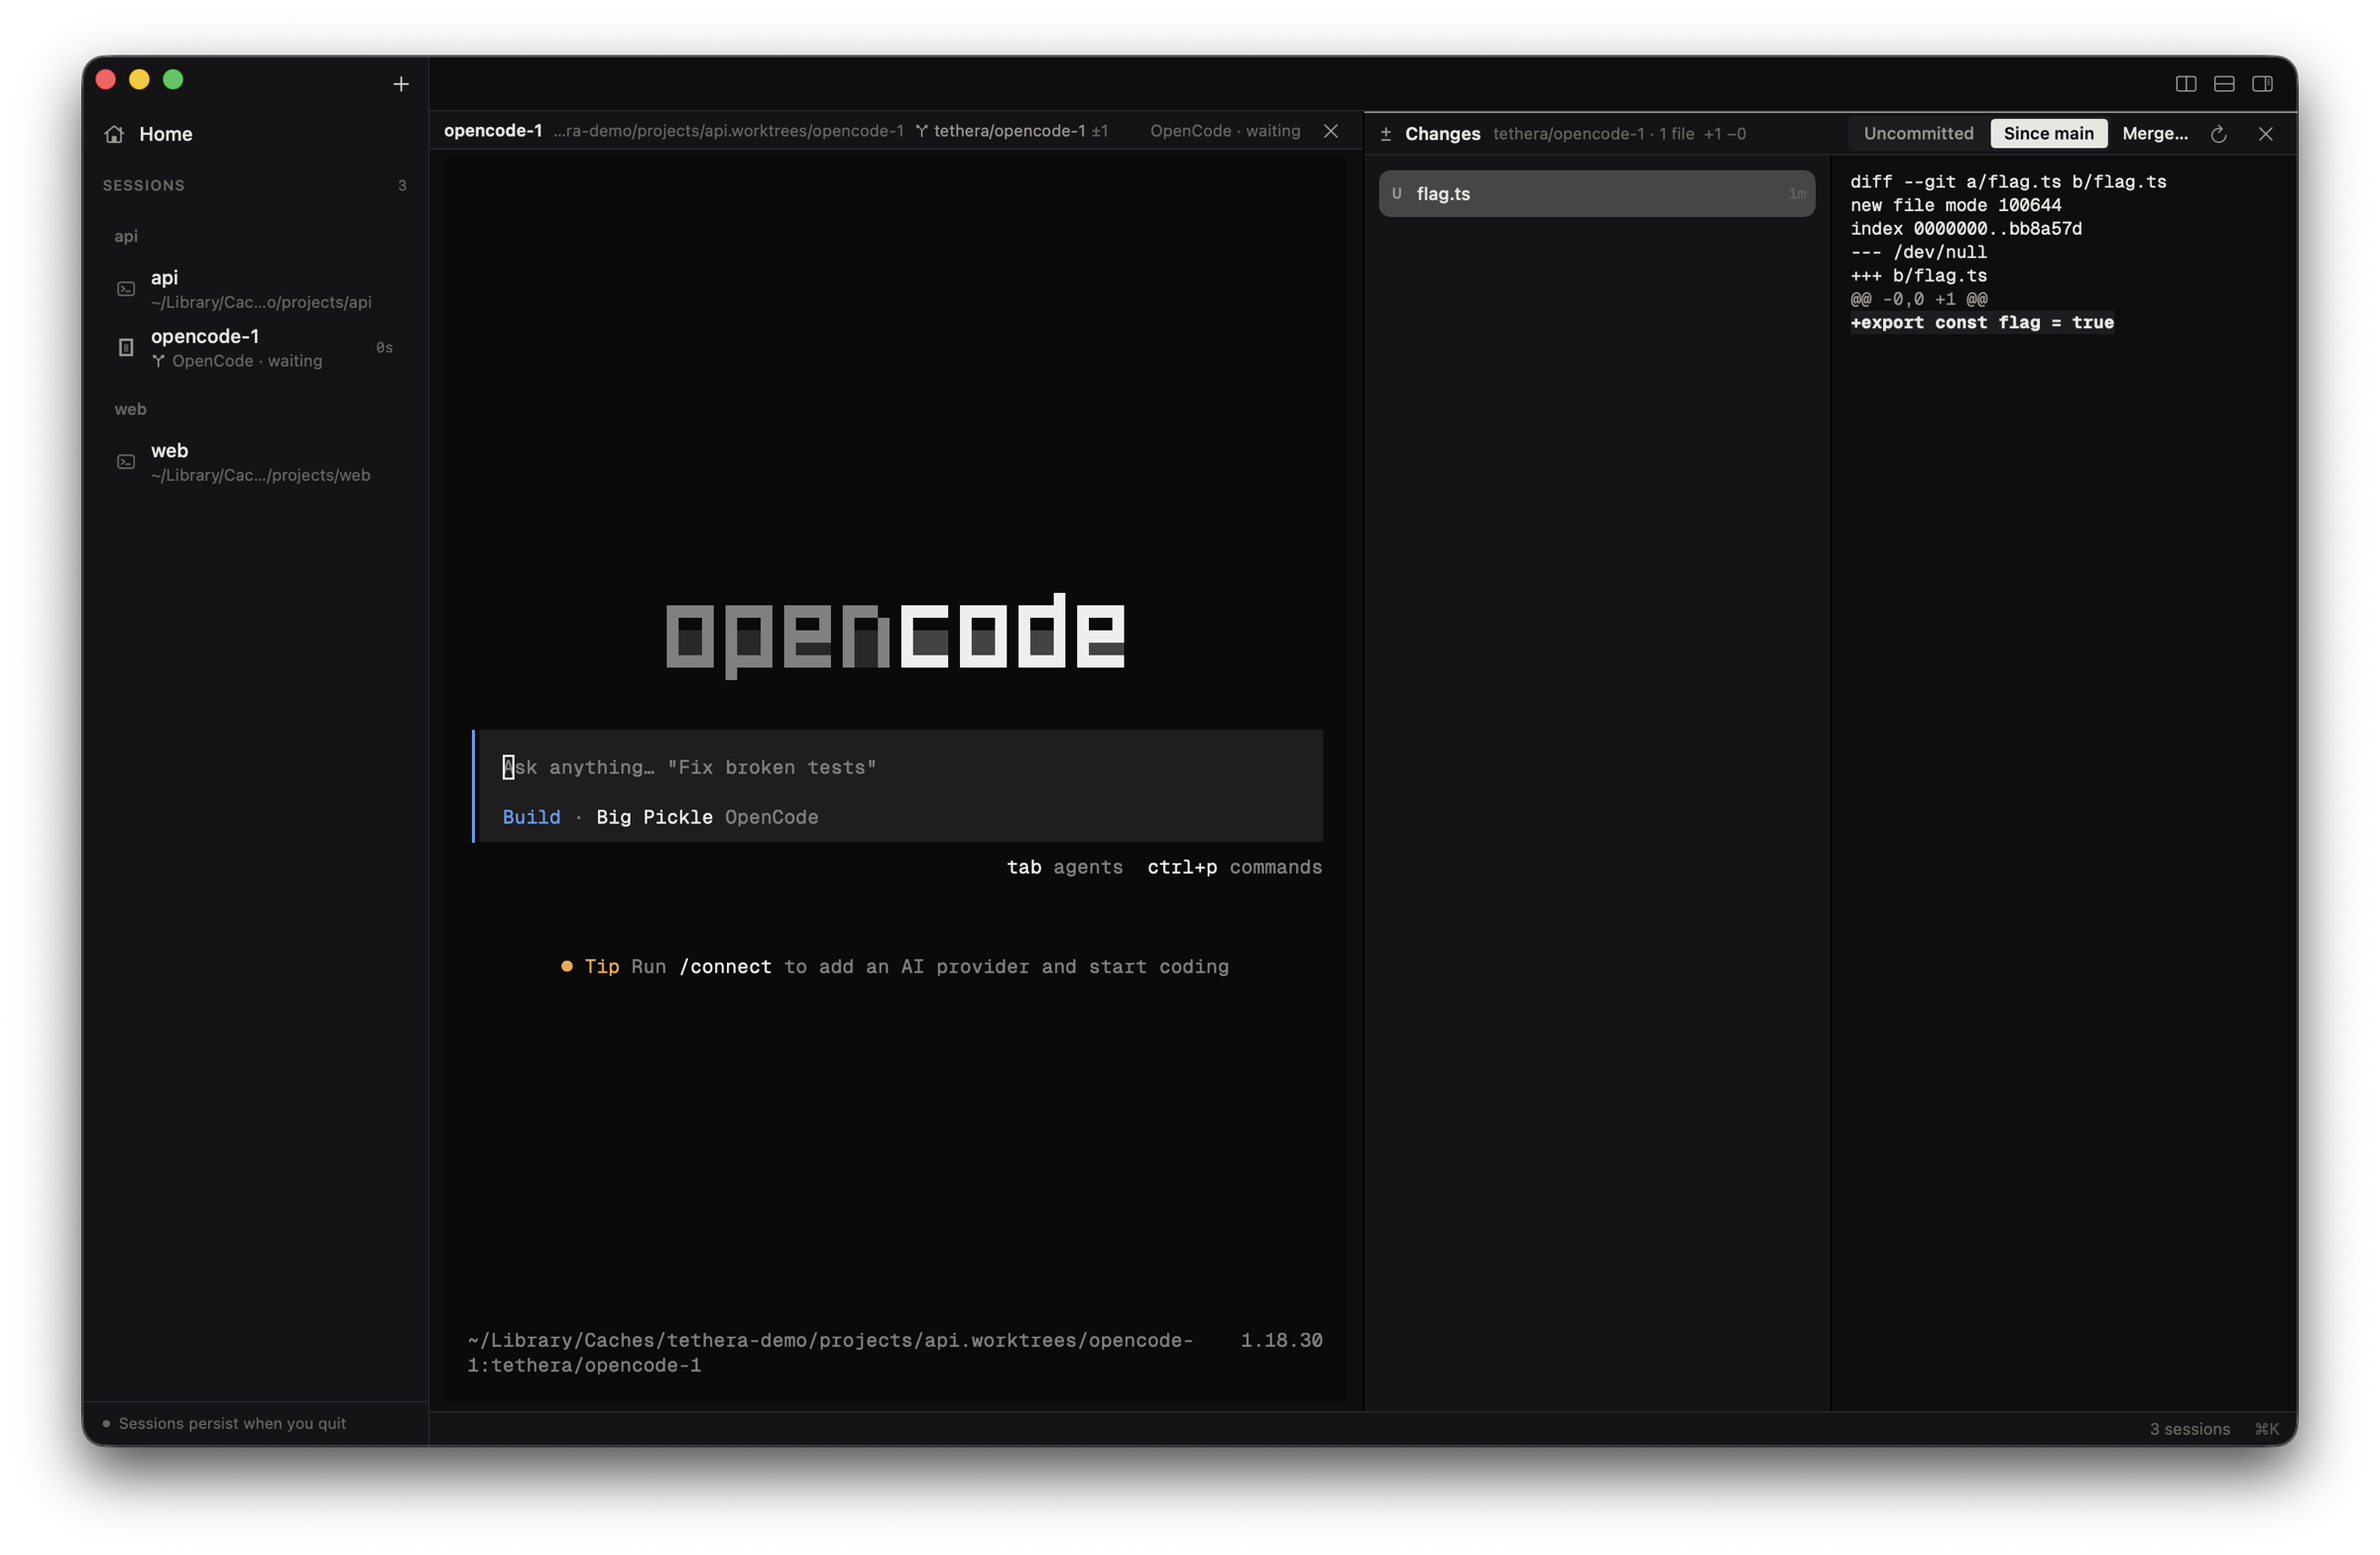 Home
SESSIONS 3
api
api
~/Library/Cac...o/projects/api
opencode-1
OpenCode · waiting 0s
web
web
~/Library/Cac.../projects/web
Sessions persist when you quit
opencode-1 ...ra-demo/projects/api.worktrees/opencode-1 tethera/opencode-1 ±1 OpenCode · waiting
opencode
Ask anything… "Fix broken tests"
Build · Big Pickle OpenCode
tab agents ctrl+p commands
Tip Run /connect to add an AI provider and start coding
~/Library/Caches/tethera-demo/projects/api.worktrees/opencode- 1.18.30
1:tethera/opencode-1
± Changes tethera/opencode-1 · 1 file +1 −0 Uncommitted Since main Merge...
U flag.ts 1m
diff --git a/flag.ts b/flag.ts
new file mode 100644
index 0000000..bb8a57d
--- /dev/null
+++ b/flag.ts
@@ -0,0 +1 @@
+export const flag = true
3 sessions ⌘K